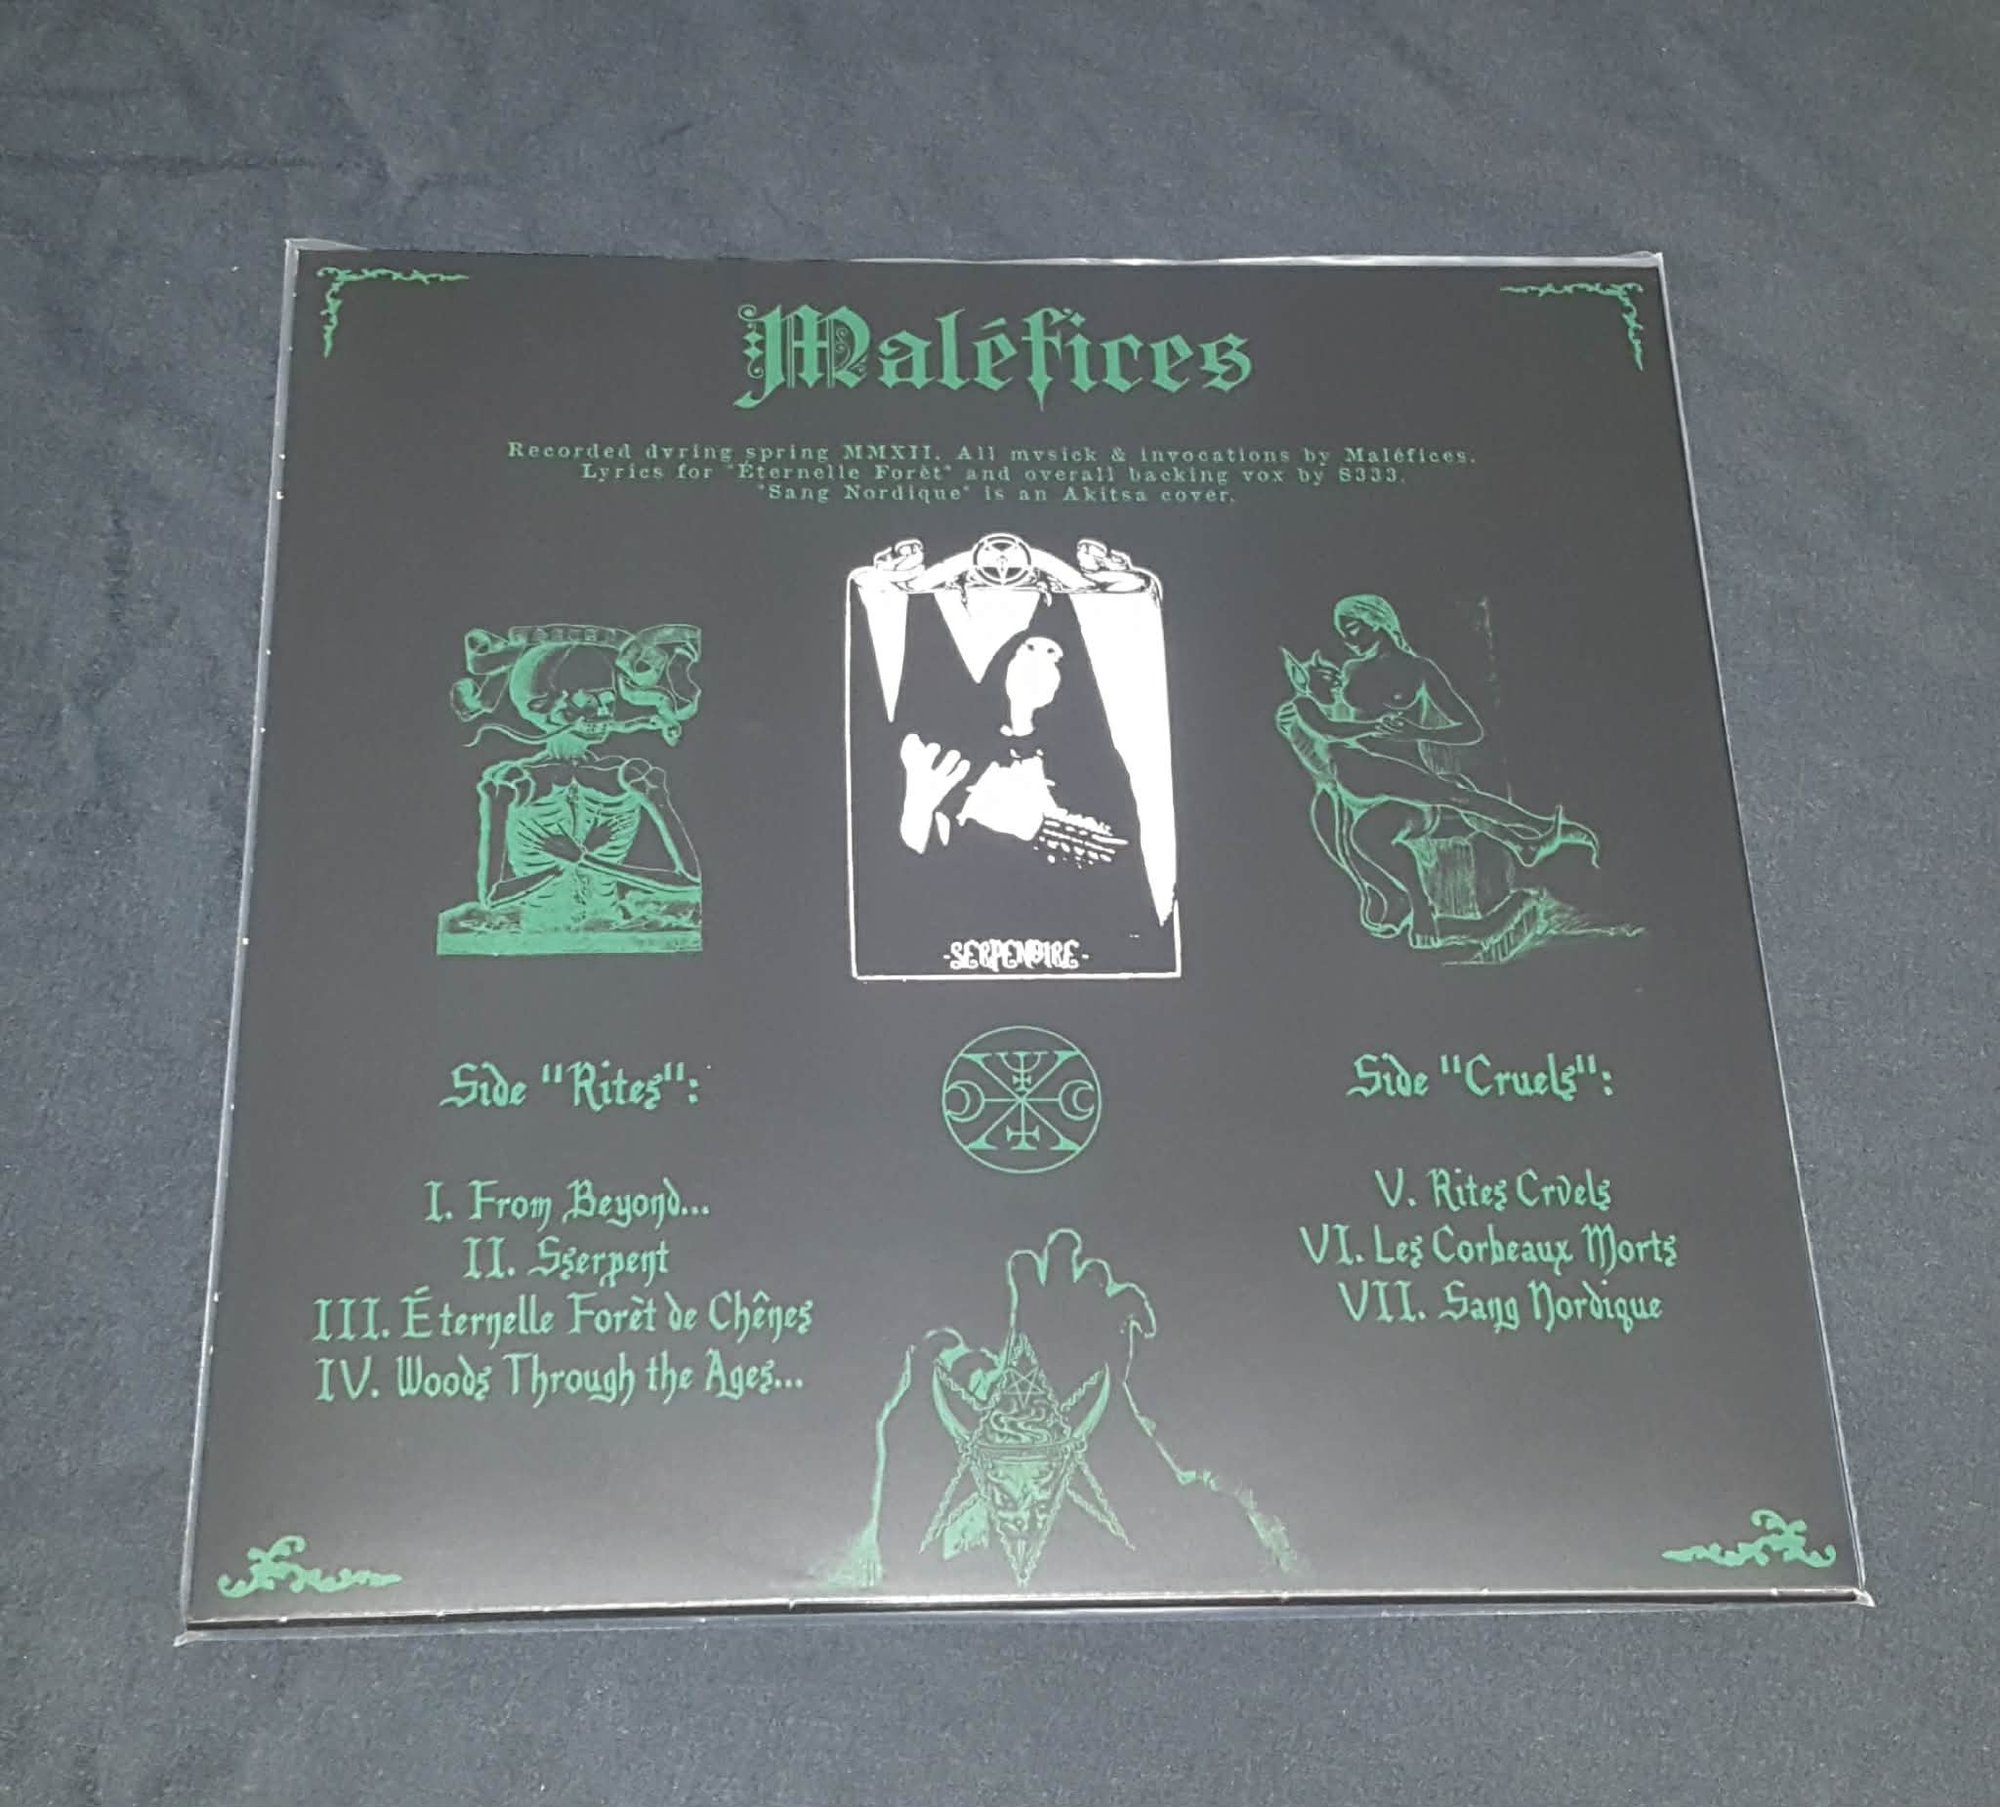 Maléfices
Recorded dvring spring MMXII. All mvsick & invocations by Maléfices.
Lyrics for "Éternelle Forêt" and overall backing vox by S333.
"Sang Nordique" is an Akitsa cover.
-SERPENOIRE-
Side "Rites":
I. From Beyond...
II. Sserpent
III. Éternelle Forêt de Chênes
IV. Woods Through the Ages...
Side "Cruels":
V. Rites Crvels
VI. Les Corbeaux Morts
VII. Sang Nordique